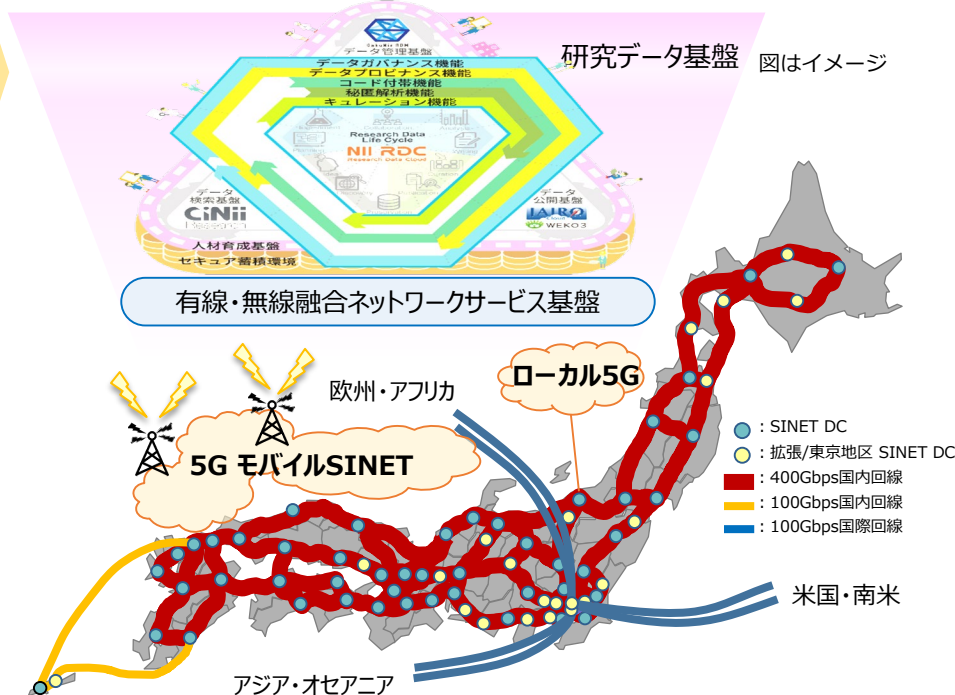 研究データ基盤
図はイメージ
GakuNin RDM
データ管理基盤
データガバナンス機能
データプロビナンス機能
コード付帯機能
秘匿解析機能
キュレーション機能
Research Data
Life Cycle
NII RDC
Research Data Cloud
データ
検索基盤
CiNii
Research
データ
公開基盤
JAIRO
Cloud
WEKO3
人材育成基盤
セキュア蓄積環境
有線・無線融合ネットワークサービス基盤
欧州・アフリカ
ローカル5G
5G モバイルSINET
:SINET DC
:拡張/東京地区 SINET DC
:400Gbps国内回線
:100Gbps国内回線
:100Gbps国際回線
米国・南米
アジア・オセアニア